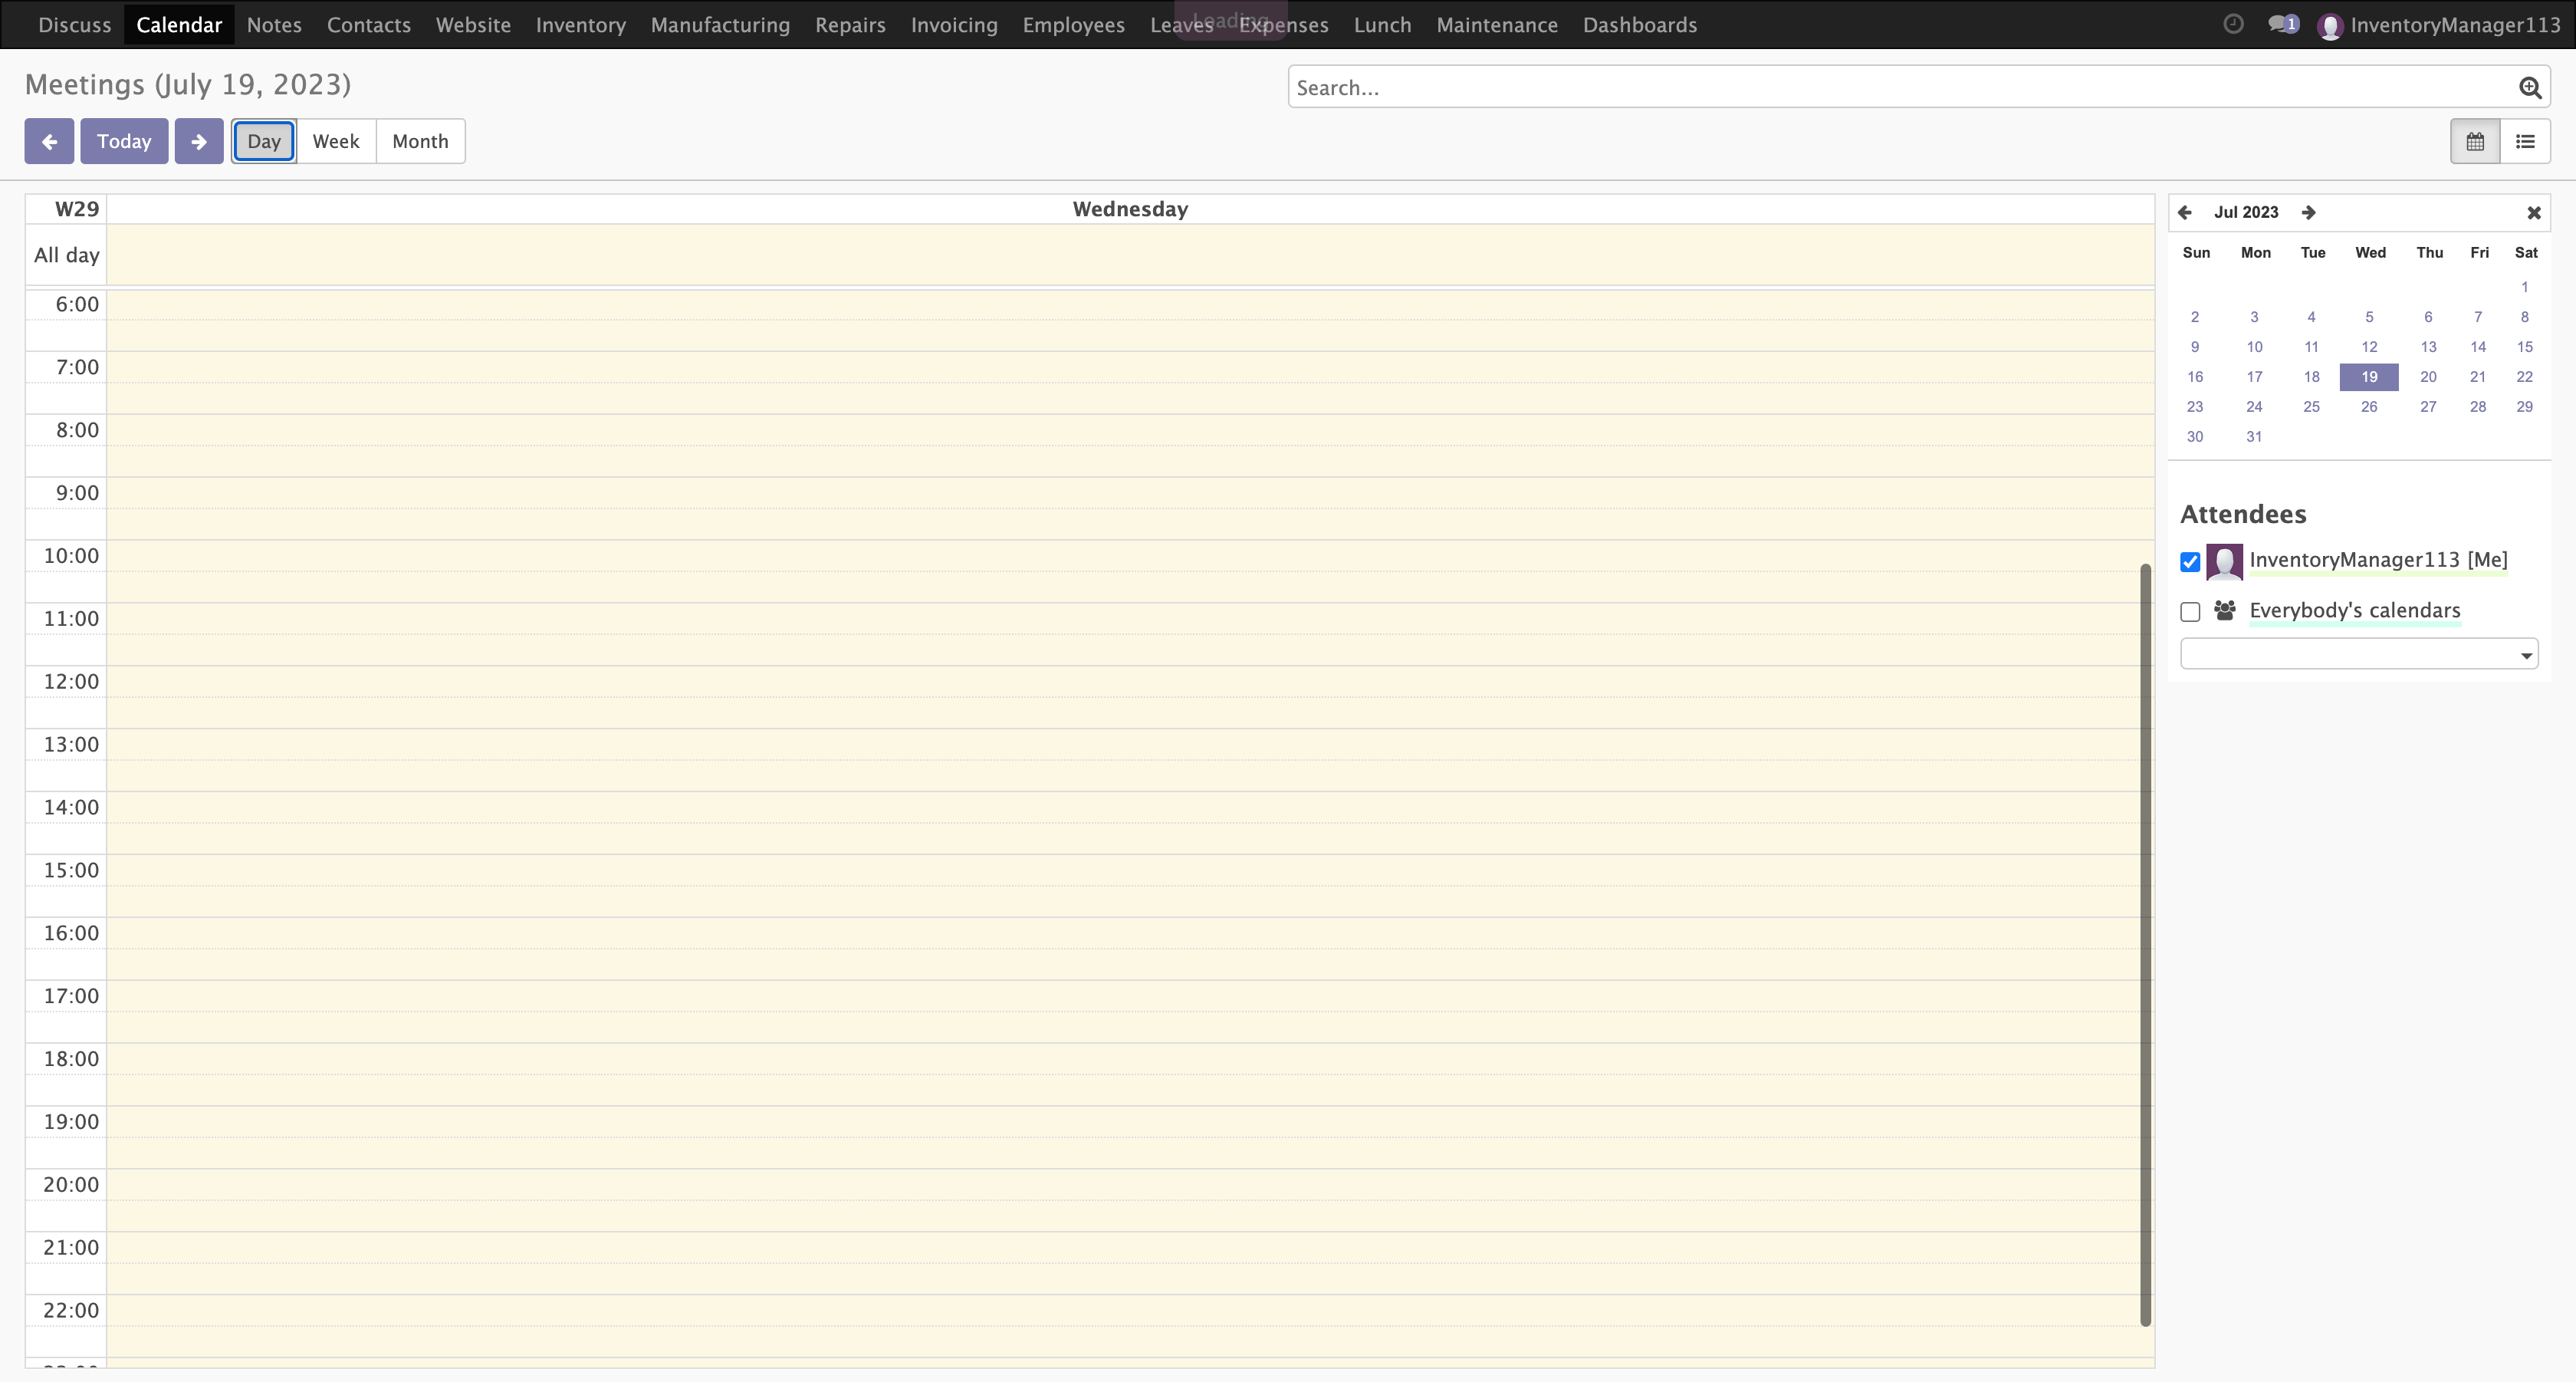 Discuss Calendar Notes Contacts Website Inventory Manufacturing Repairs Invoicing Employees Leaves Expenses Lunch Maintenance Dashboards 1 InventoryManager113
Loading
Meetings (July 19, 2023)
Search...
Today Day Week Month
W29 Wednesday
All day
6:00
7:00
8:00
9:00
10:00
11:00
12:00
13:00
14:00
15:00
16:00
17:00
18:00
19:00
20:00
21:00
22:00
Jul 2023
Sun Mon Tue Wed Thu Fri Sat
1
2 3 4 5 6 7 8
9 10 11 12 13 14 15
16 17 18 19 20 21 22
23 24 25 26 27 28 29
30 31
Attendees
InventoryManager113 [Me]
Everybody's calendars